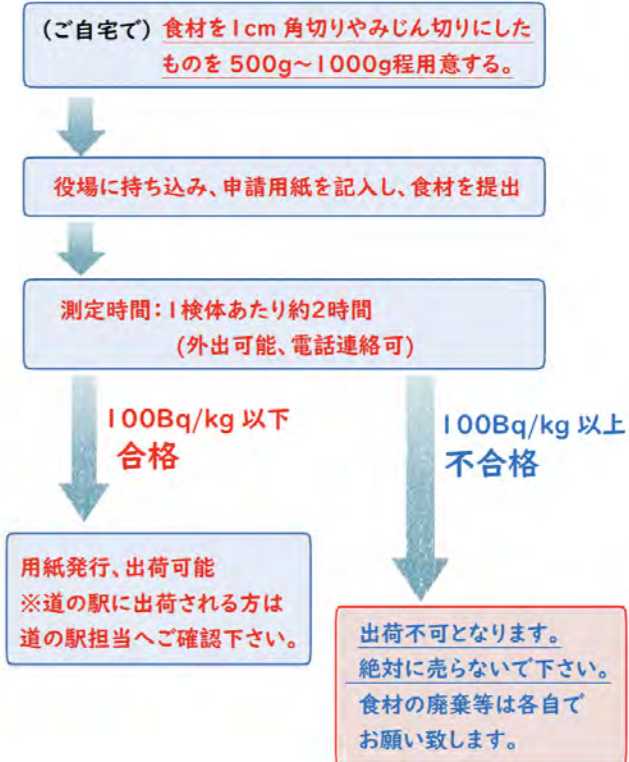 (ご自宅で) 食材を1cm 角切りやみじん切りにした
ものを 500g~1000g程用意する。
役場に持ち込み、申請用紙を記入し、食材を提出
測定時間:1検体あたり約2時間
(外出可能、電話連絡可)
100Bq/kg 以下
合格
100Bq/kg 以上
不合格
用紙発行、出荷可能
※道の駅に出荷される方は
道の駅担当へご確認下さい。
出荷不可となります。
絶対に売らないで下さい。
食材の廃棄等は各自で
お願い致します。